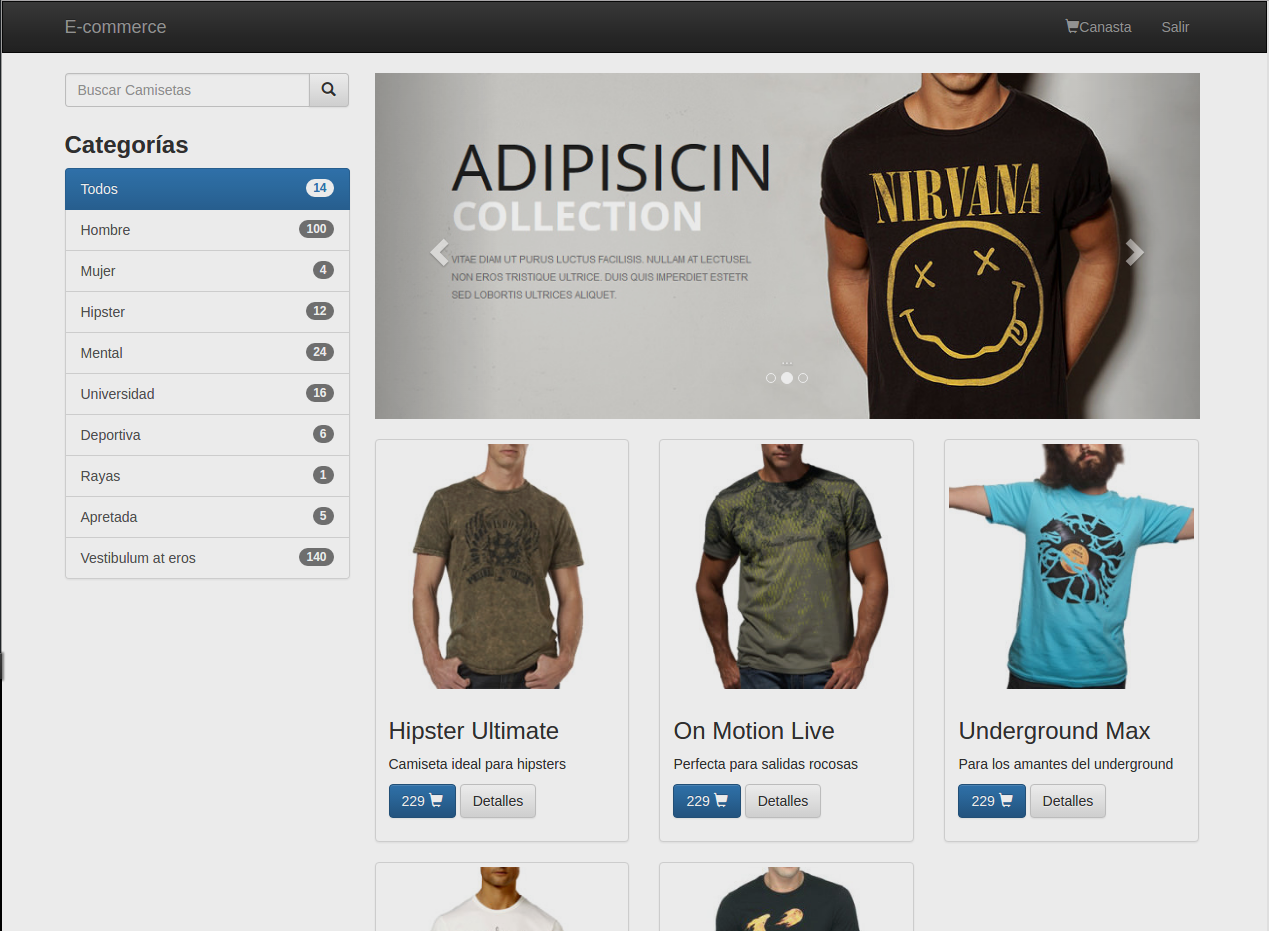 E-commerce
Canasta Salir
Buscar Camisetas
Categorías
Todos 14
Hombre 100
Mujer 4
Hipster 12
Mental 24
Universidad 16
Deportiva 6
Rayas 1
Apretada 5
Vestibulum at eros 140
ADIPISICIN
COLLECTION
VITAE DIAM UT PURUS LUCTUS FACILISIS. NULLAM AT LECTUSEL
NON EROS TRISTIQUE ULTRICE. DUIS QUIS IMPERDIET ESTETR
SED LOBORTIS ULTRICES ALIQUET.
...
NIRVANA
Hipster Ultimate
Camiseta ideal para hipsters
229 Detalles
On Motion Live
Perfecta para salidas rocosas
229 Detalles
Underground Max
Para los amantes del underground
229 Detalles